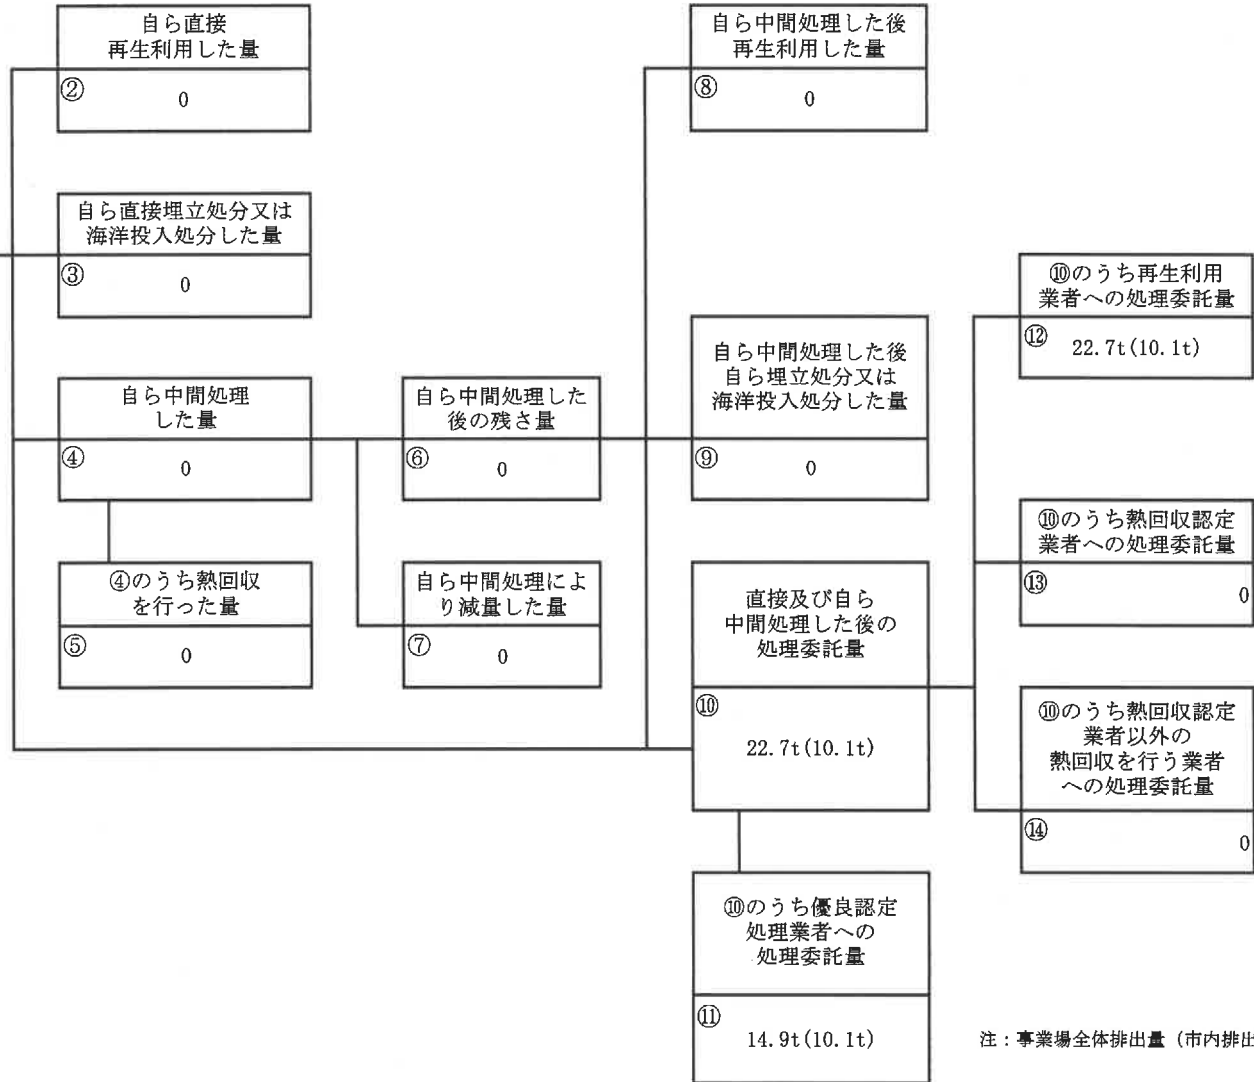 自ら直接
再生利用した量
②
0
自ら直接埋立処分又は
海洋投入処分した量
③
0
自ら中間処理
した量
④
0
④のうち熱回収
を行った量
⑤
0
自ら中間処理した
後の残さ量
⑥
0
自ら中間処理によ
り減量した量
⑦
0
自ら中間処理した後
再生利用した量
⑧
0
自ら中間処理した後
自ら埋立処分又は
海洋投入処分した量
⑨
0
直接及び自ら
中間処理した後の
処理委託量
⑩
22.7t(10.1t)
⑩のうち優良認定
処理業者への
処理委託量
⑪
14.9t(10.1t)
⑩のうち再生利用
業者への処理委託量
⑫
22.7t(10.1t)
⑩のうち熱回収認定
業者への処理委託量
⑬
0
⑩のうち熱回収認定
業者以外の
熱回収を行う業者
への処理委託量
⑭
0
注：事業場全体排出量（市内排出